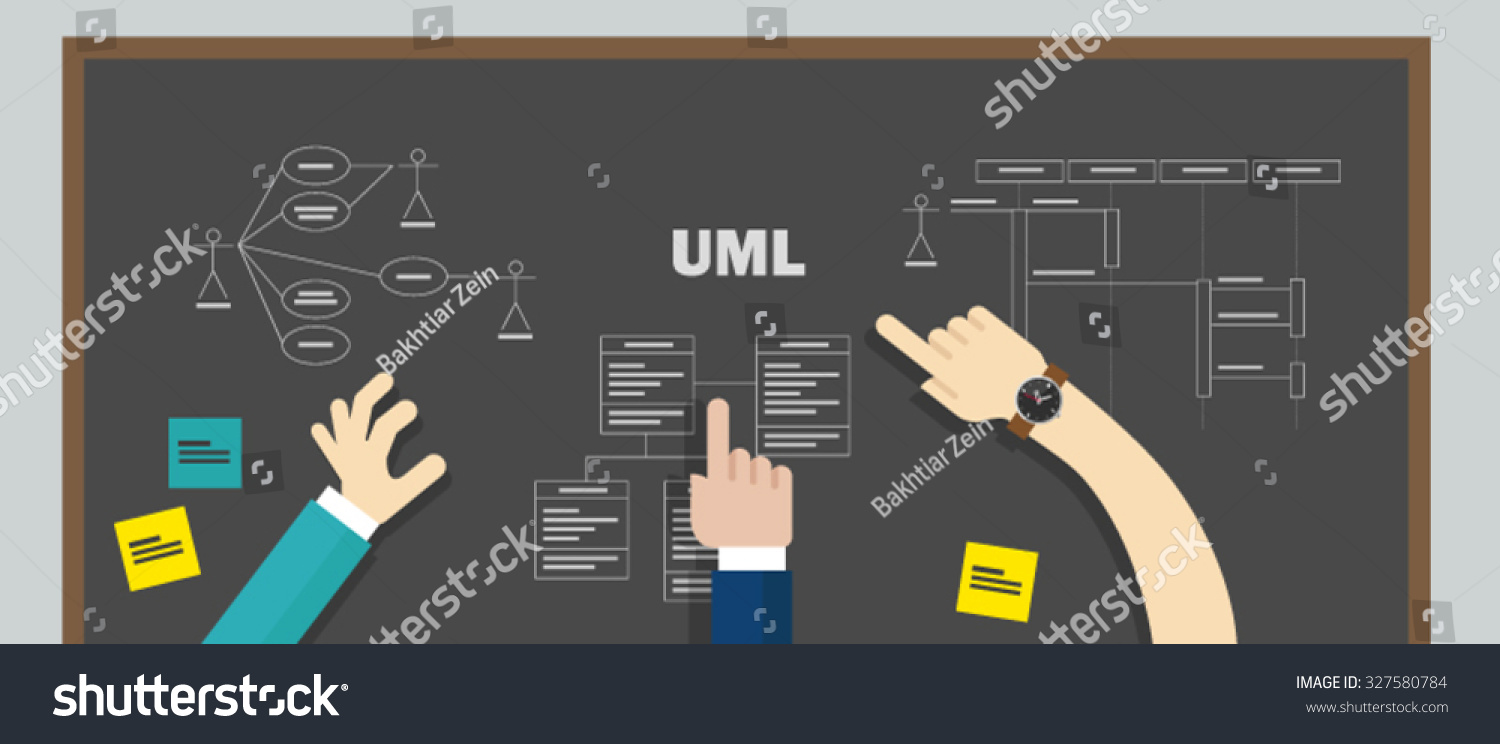 shutterstock
shutterstock
UML
shutterstock
Bakhtiar Zein
Bakhtiar Zein
shutterstock
shutterstock
shutterstock®
IMAGE ID: 327580784
www.shutterstock.com